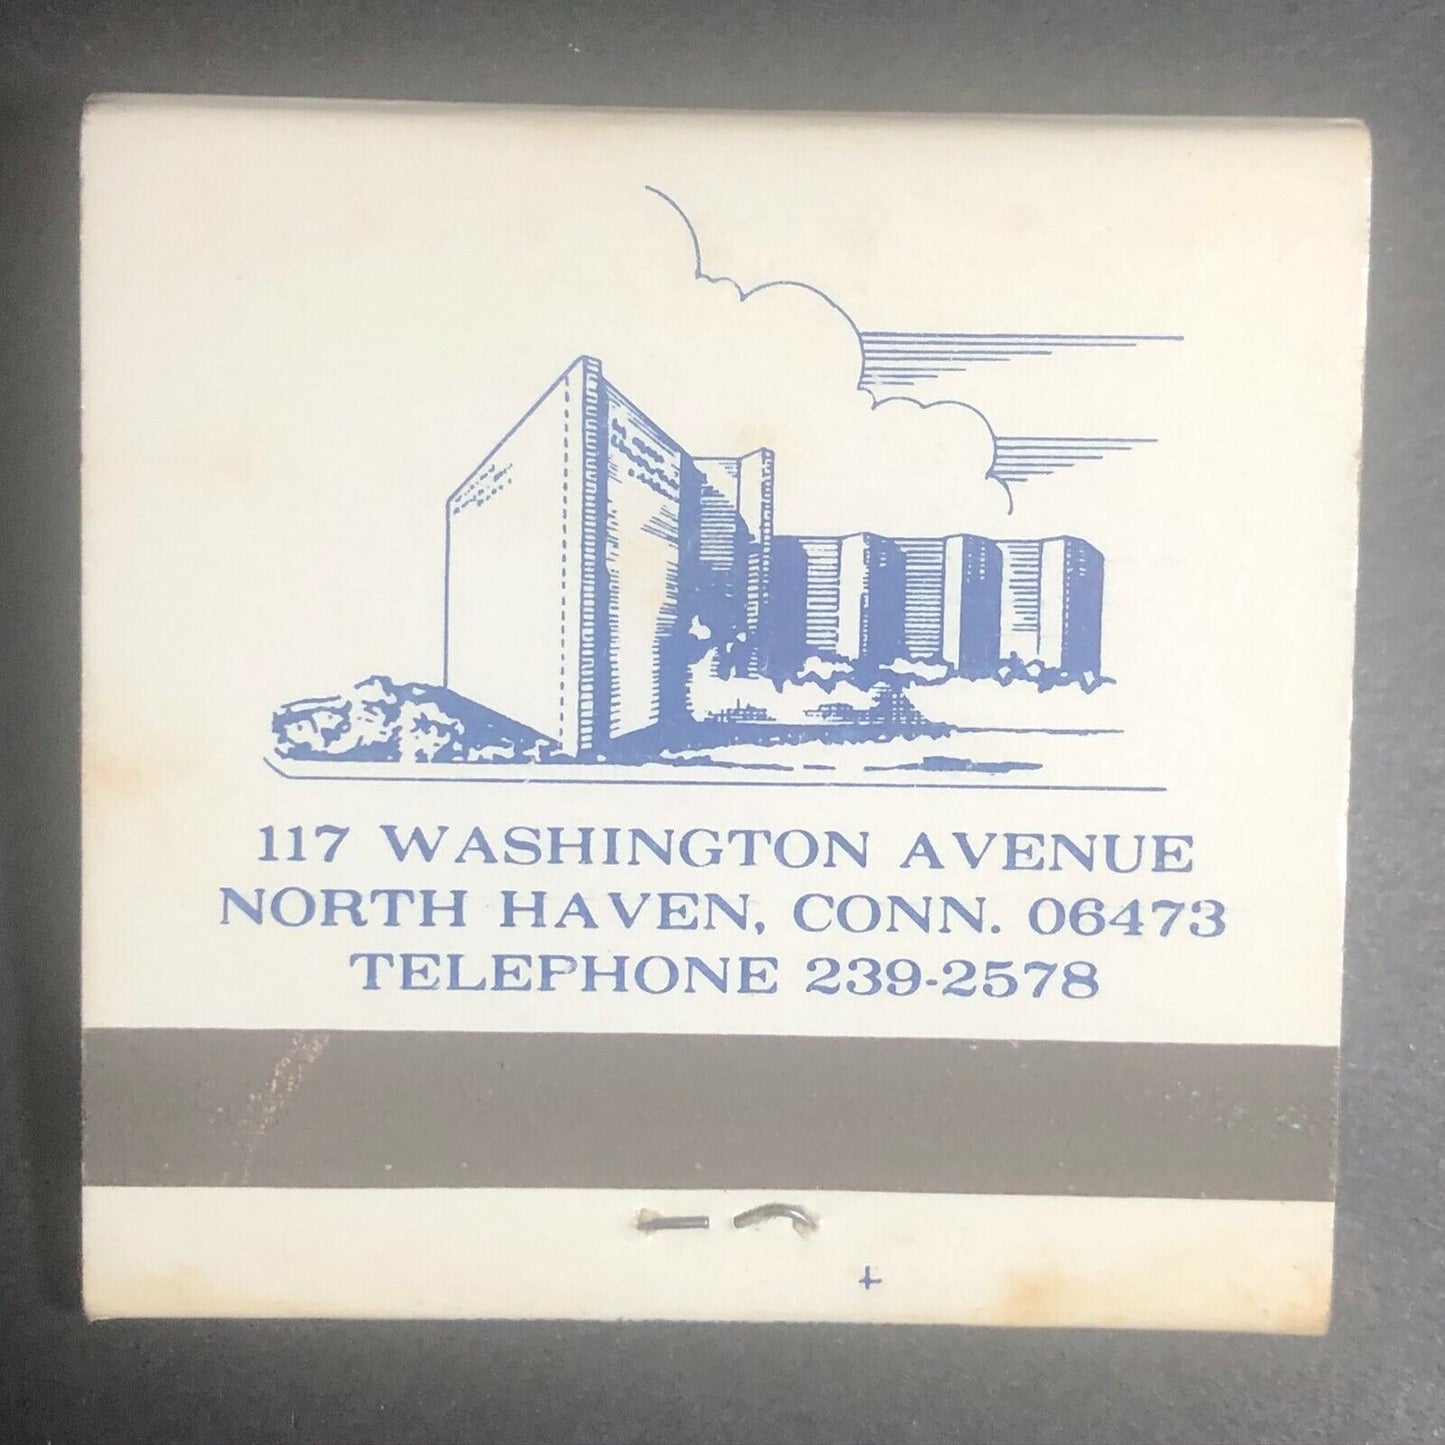 117 WASHINGTON AVENUE
NORTH HAVEN, CONN. 06473
TELEPHONE 239-2578